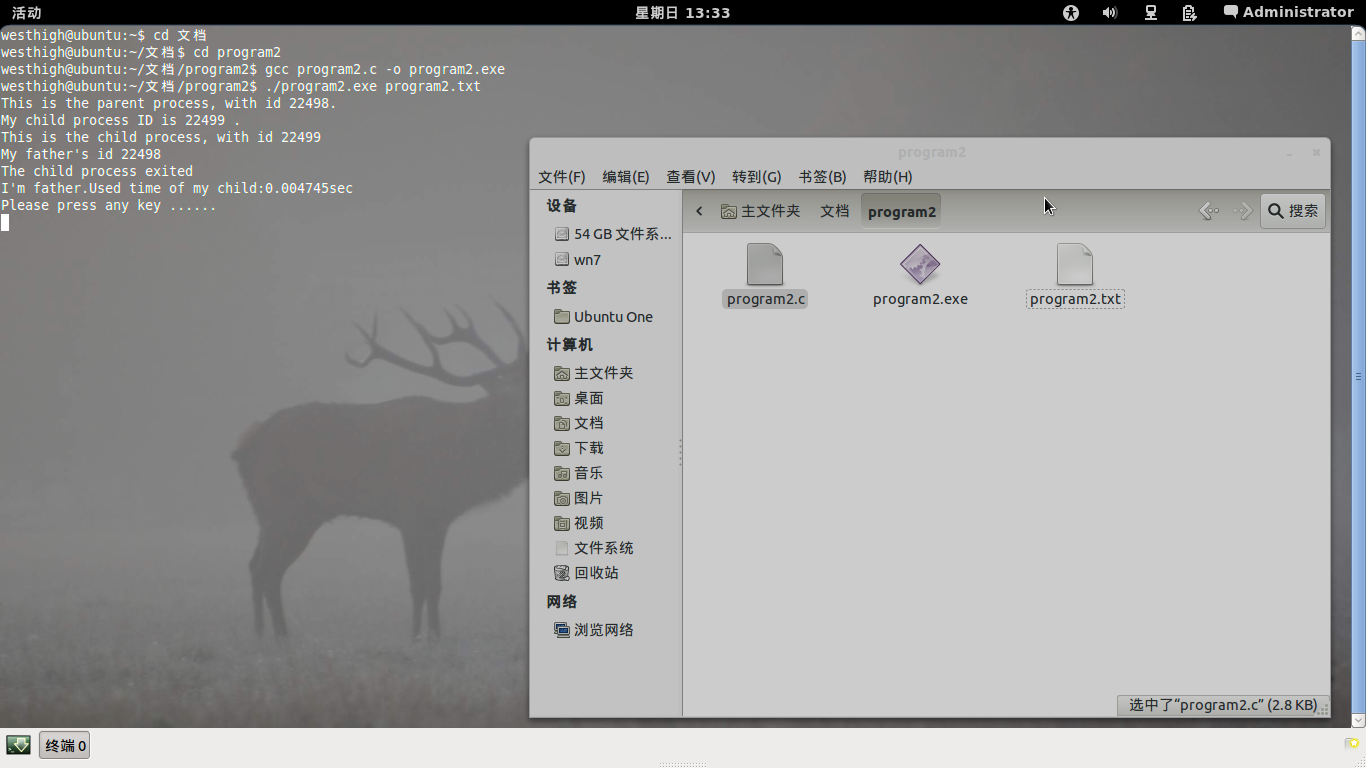 活动
星期日 13:33
Administrator
westhigh@ubuntu:~$ cd 文档
westhigh@ubuntu:~/文档$ cd program2
westhigh@ubuntu:~/文档/program2$ gcc program2.c -o program2.exe
westhigh@ubuntu:~/文档/program2$ ./program2.exe program2.txt
This is the parent process, with id 22498.
My child process ID is 22499 .
This is the child process, with id 22499
My father's id 22498
The child process exited
I'm father.Used time of my child:0.004745sec
Please press any key ......
program2
文件(F) 编辑(E) 查看(V) 转到(G) 书签(B) 帮助(H)
主文件夹 文档 program2
搜索
设备
54 GB 文件系...
wn7
书签
Ubuntu One
计算机
主文件夹
桌面
文档
下载
音乐
图片
视频
文件系统
回收站
网络
浏览网络
program2.c
program2.exe
program2.txt
选中了“program2.c” (2.8 KB)
终端 0